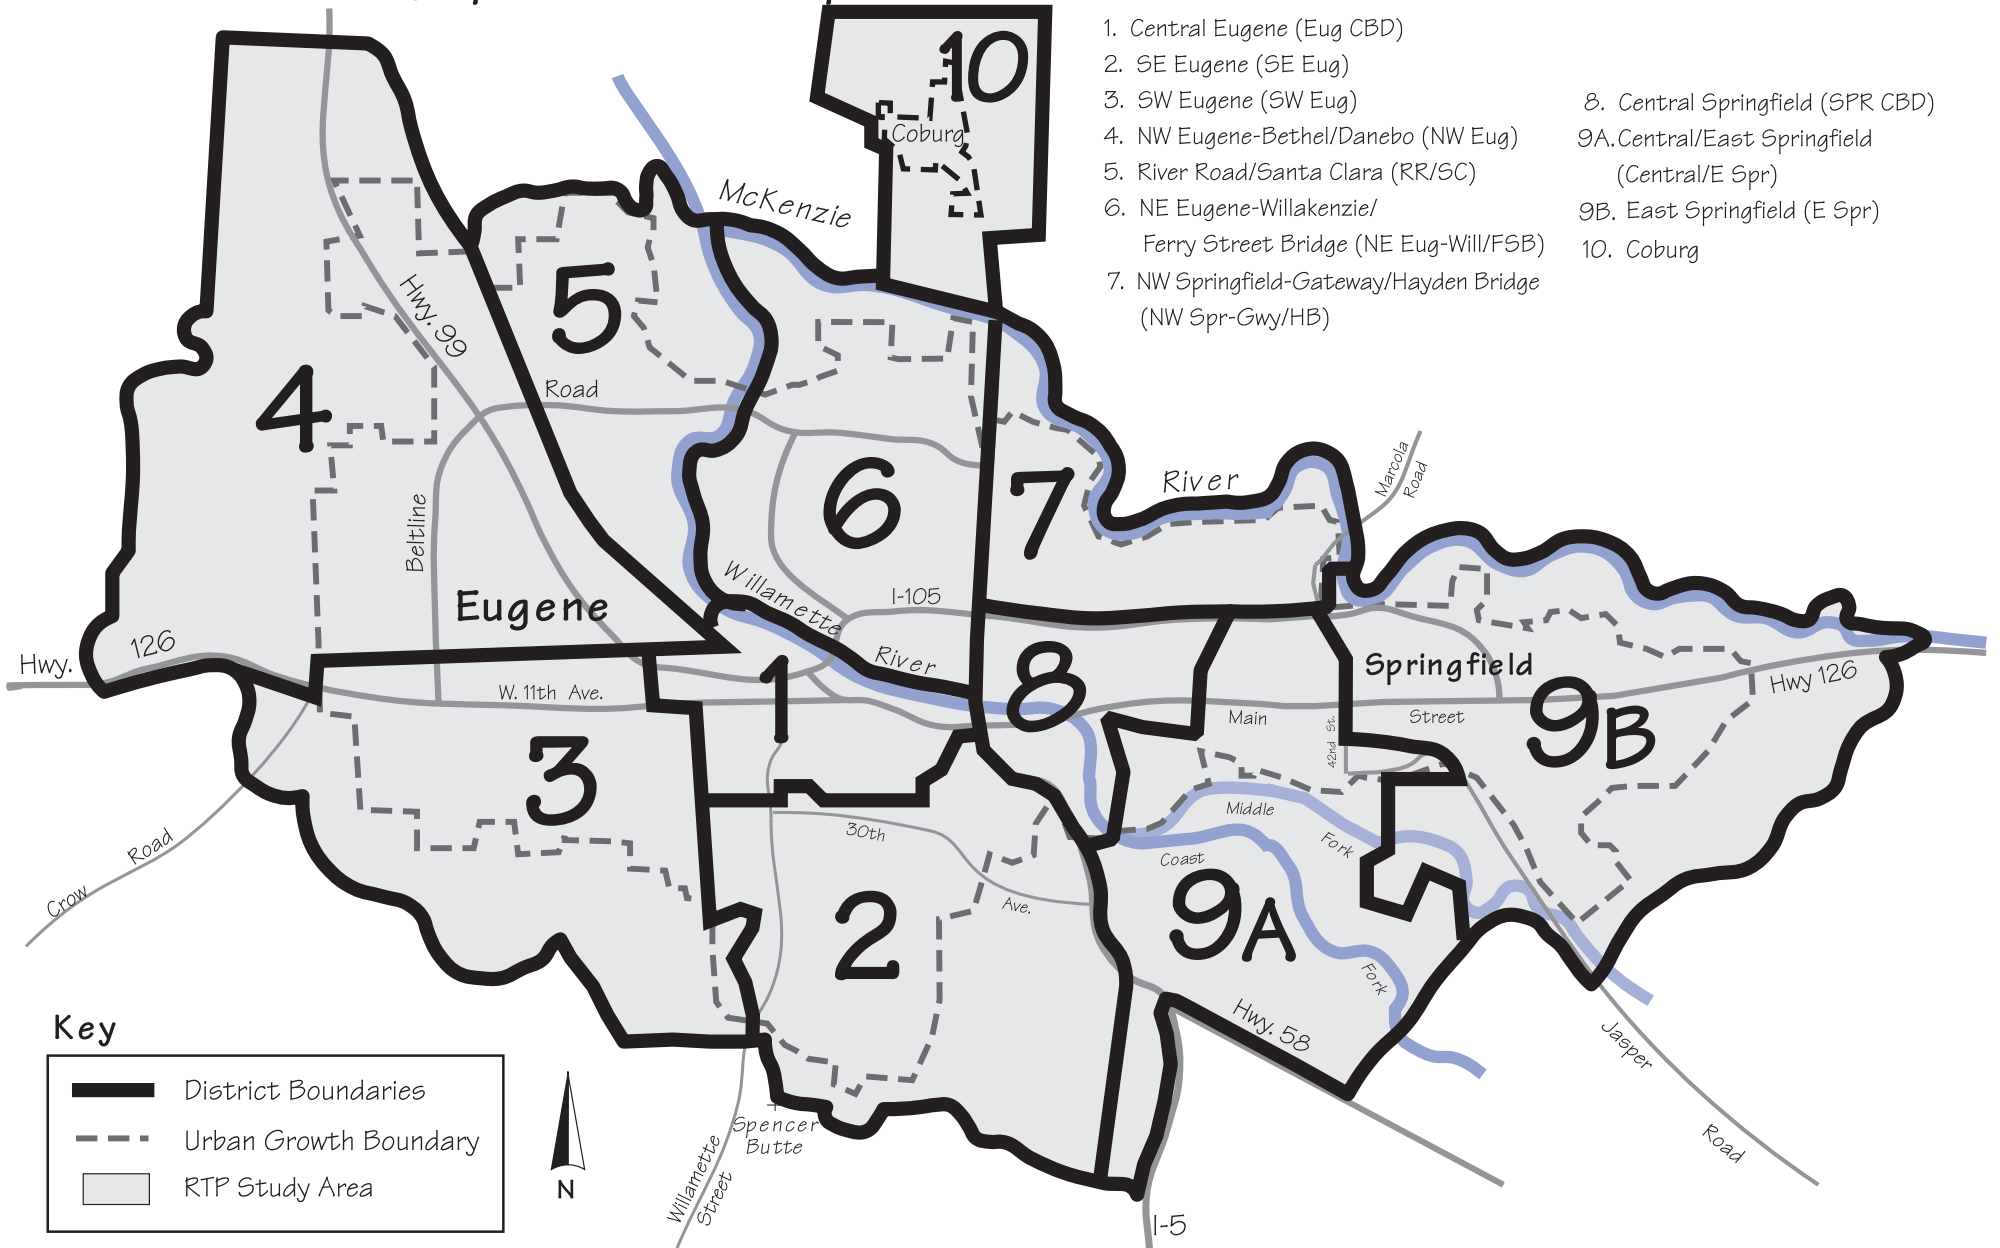 1. Central Eugene (Eug CBD)
2. SE Eugene (SE Eug)
3. SW Eugene (SW Eug)
4. NW Eugene-Bethel/Danebo (NW Eug)
5. River Road/Santa Clara (RR/SC)
6. NE Eugene-Willakenzie/
Ferry Street Bridge (NE Eug-Will/FSB)
7. NW Springfield-Gateway/Hayden Bridge
(NW Spr-Gwy/HB)
8. Central Springfield (SPR CBD)
9A. Central/East Springfield
(Central/E Spr)
9B. East Springfield (E Spr)
10. Coburg
10
Coburg
McKenzie
5
Hwy. 99
4
Road
6
7
River
Marcola
Road
Beltline
Willamette
I-105
Eugene
126
Hwy.
River
1
8
Springfield
W. 11th Ave.
Main
Street
42nd St.
9B
Hwy 126
3
30th
Middle
Fork
Coast
Road
Crow
2
Ave.
9A
Fork
Hwy. 58
Jasper
Road
Spencer
Butte
Willamette
Street
I-5
N
Key
District Boundaries
Urban Growth Boundary
RTP Study Area